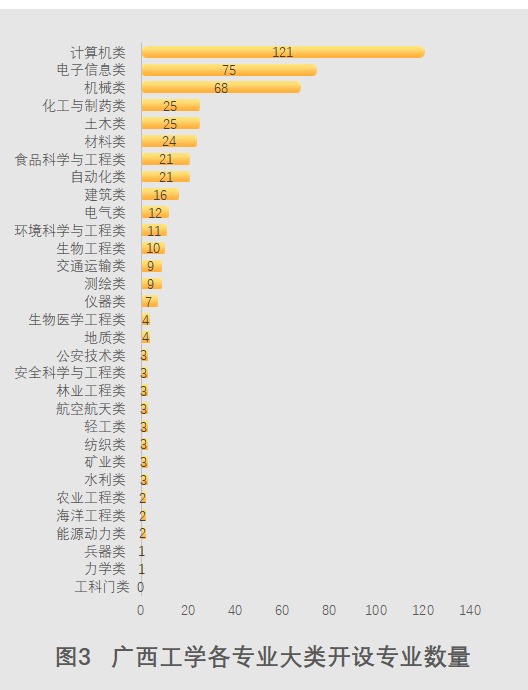 计算机类 121
电子信息类 75
机械类 68
化工与制药类 25
土木类 25
材料类 24
食品科学与工程类 21
自动化类 21
建筑类 16
电气类 12
环境科学与工程类 11
生物工程类 10
交通运输类 9
测绘类 9
仪器类 7
生物医学工程类 4
地质类 4
公安技术类 3
安全科学与工程类 3
林业工程类 3
航空航天类 3
轻工类 3
纺织类 3
矿业类 3
水利类 3
农业工程类 2
海洋工程类 2
能源动力类 2
兵器类 1
力学类 1
工科门类 0
0 20 40 60 80 100 120 140
图3 广西工学各专业大类开设专业数量